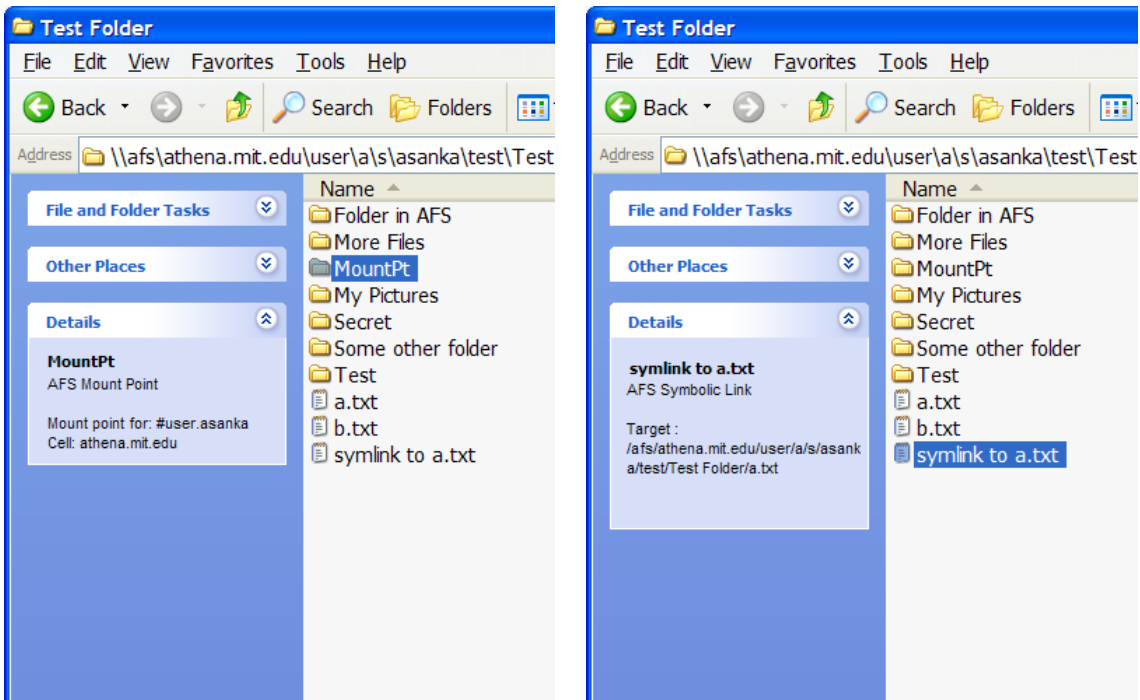 Test Folder
File Edit View Favorites Tools Help
Back Search Folders
Address \\afs\athena.mit.edu\user\a\s\asanka\test\Test
File and Folder Tasks
Other Places
Details
MountPt
AFS Mount Point
Mount point for: #user.asanka
Cell: athena.mit.edu
Name
Folder in AFS
More Files
MountPt
My Pictures
Secret
Some other folder
Test
a.txt
b.txt
symlink to a.txt
Test Folder
File Edit View Favorites Tools Help
Back Search Folders
Address \\afs\athena.mit.edu\user\a\s\asanka\test\Test
File and Folder Tasks
Other Places
Details
symlink to a.txt
AFS Symbolic Link
Target :
/afs/athena.mit.edu/user/a/s/asank
a/test/Test Folder/a.txt
Name
Folder in AFS
More Files
MountPt
My Pictures
Secret
Some other folder
Test
a.txt
b.txt
symlink to a.txt